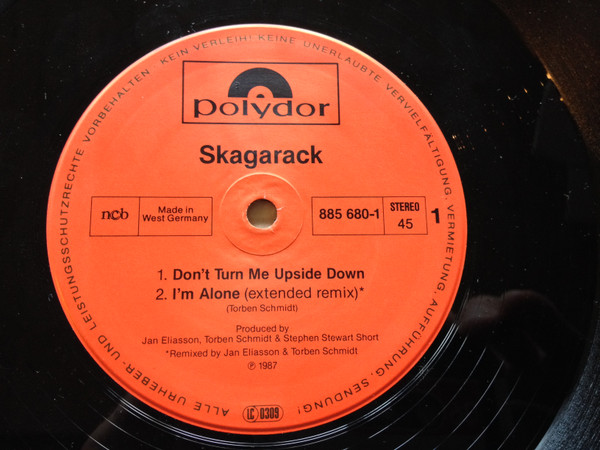 ALLE URHEBER- UND LEISTUNGSSCHUTZRECHTE VORBEHALTEN · KEIN VERLEIH! KEINE UNERLAUBTE VERVIELFÄLTIGUNG, VERMIETUNG, AUFFÜHRUNG, SENDUNG!
polydor
Skagarack
ncb
Made in
West Germany
885 680-1
STEREO
45
1
1. Don't Turn Me Upside Down
2. I'm Alone (extended remix)*
(Torben Schmidt)
Produced by
Jan Eliasson, Torben Schmidt & Stephen Stewart Short
*Remixed by Jan Eliasson & Torben Schmidt
℗ 1987
LC 0309